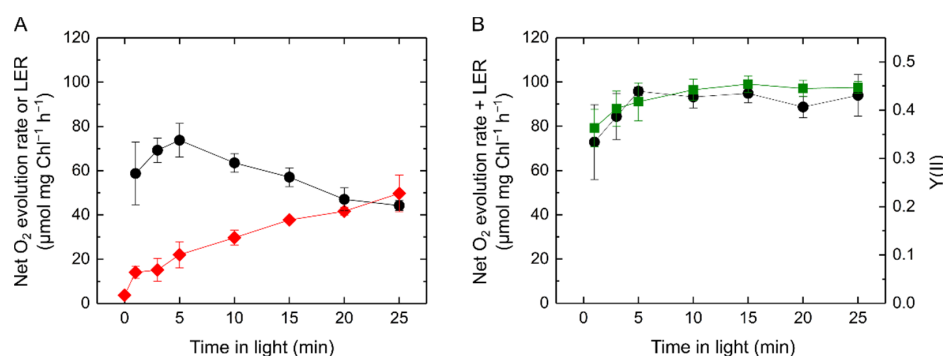 A
Net O₂ evolution rate or LER
(µmol mg Chl⁻¹ h⁻¹)
120
100
80
60
40
20
0
0 5 10 15 20 25
Time in light (min)
B
Net O₂ evolution rate + LER
(µmol mg Chl⁻¹ h⁻¹)
120
100
80
60
40
20
0
0 5 10 15 20 25
Time in light (min)
0.5
0.4
0.3
0.2
0.1
0.0
Y(II)